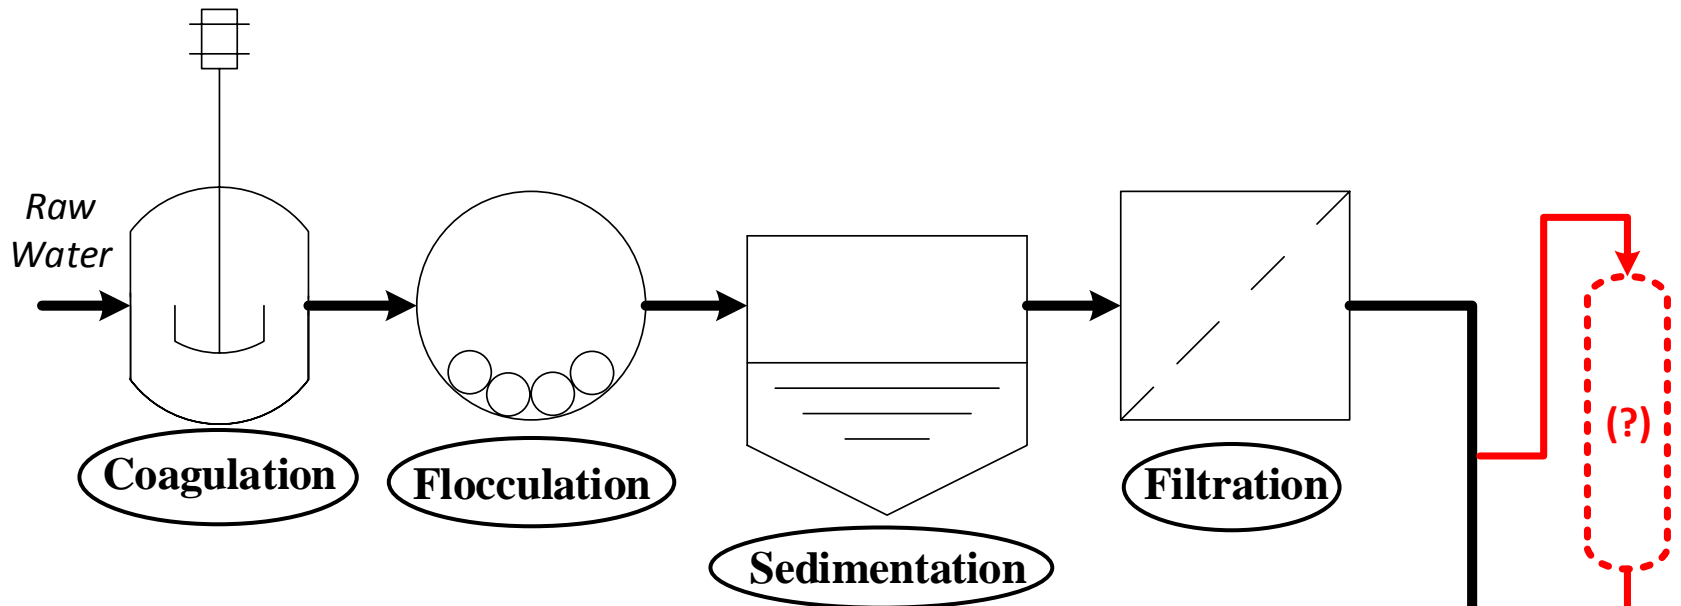 Raw
Water
Coagulation
Flocculation
Sedimentation
Filtration
(?)